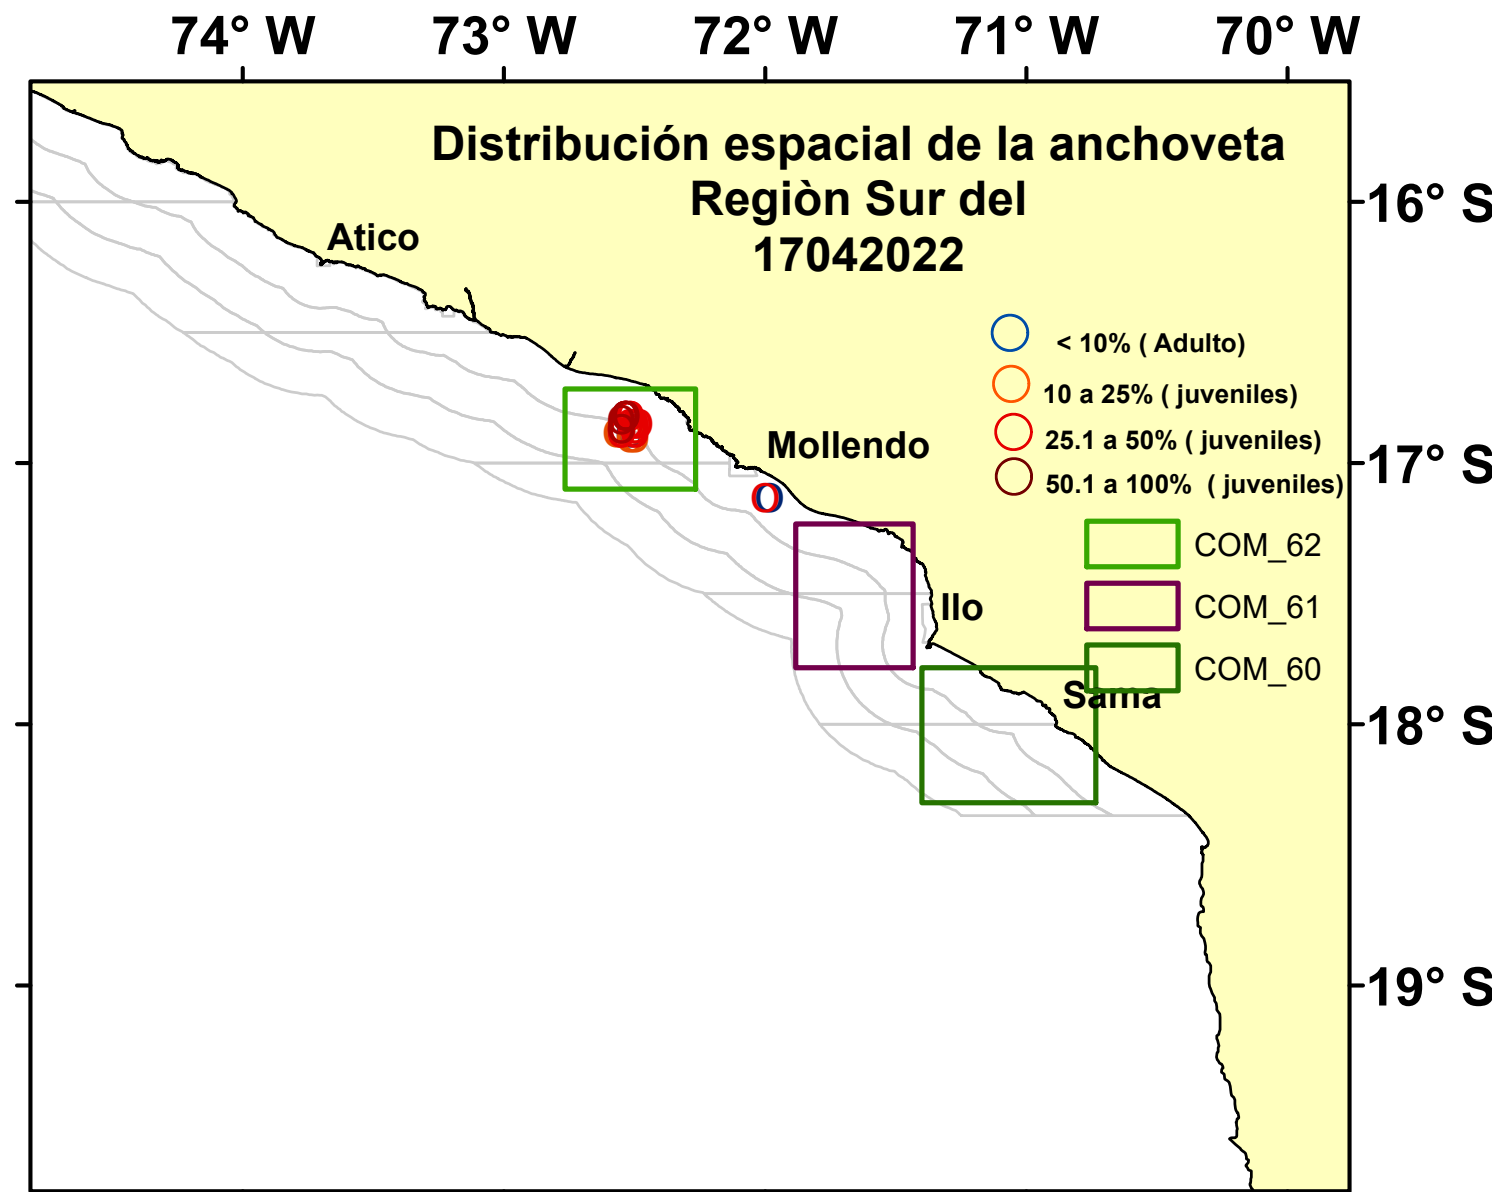 74° W 73° W 72° W 71° W 70° W
Distribución espacial de la anchoveta
Regiòn Sur del
17042022
16° S
Atico
< 10% ( Adulto)
10 a 25% ( juveniles)
25.1 a 50% ( juveniles)
Mollendo
17° S
50.1 a 100% ( juveniles)
COM_62
COM_61
Ilo
COM_60
Sama
18° S
19° S